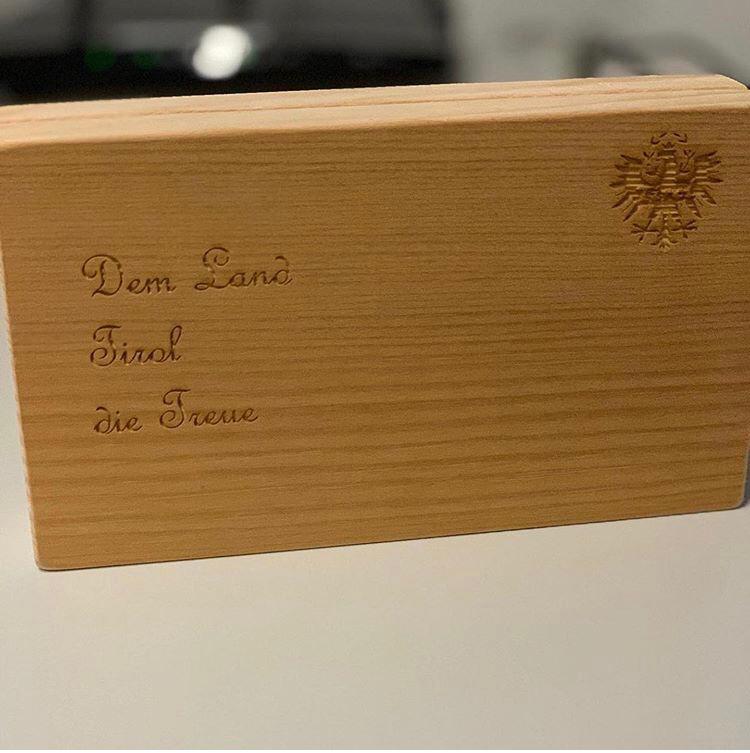 Dem Land
Tirol
die Treue